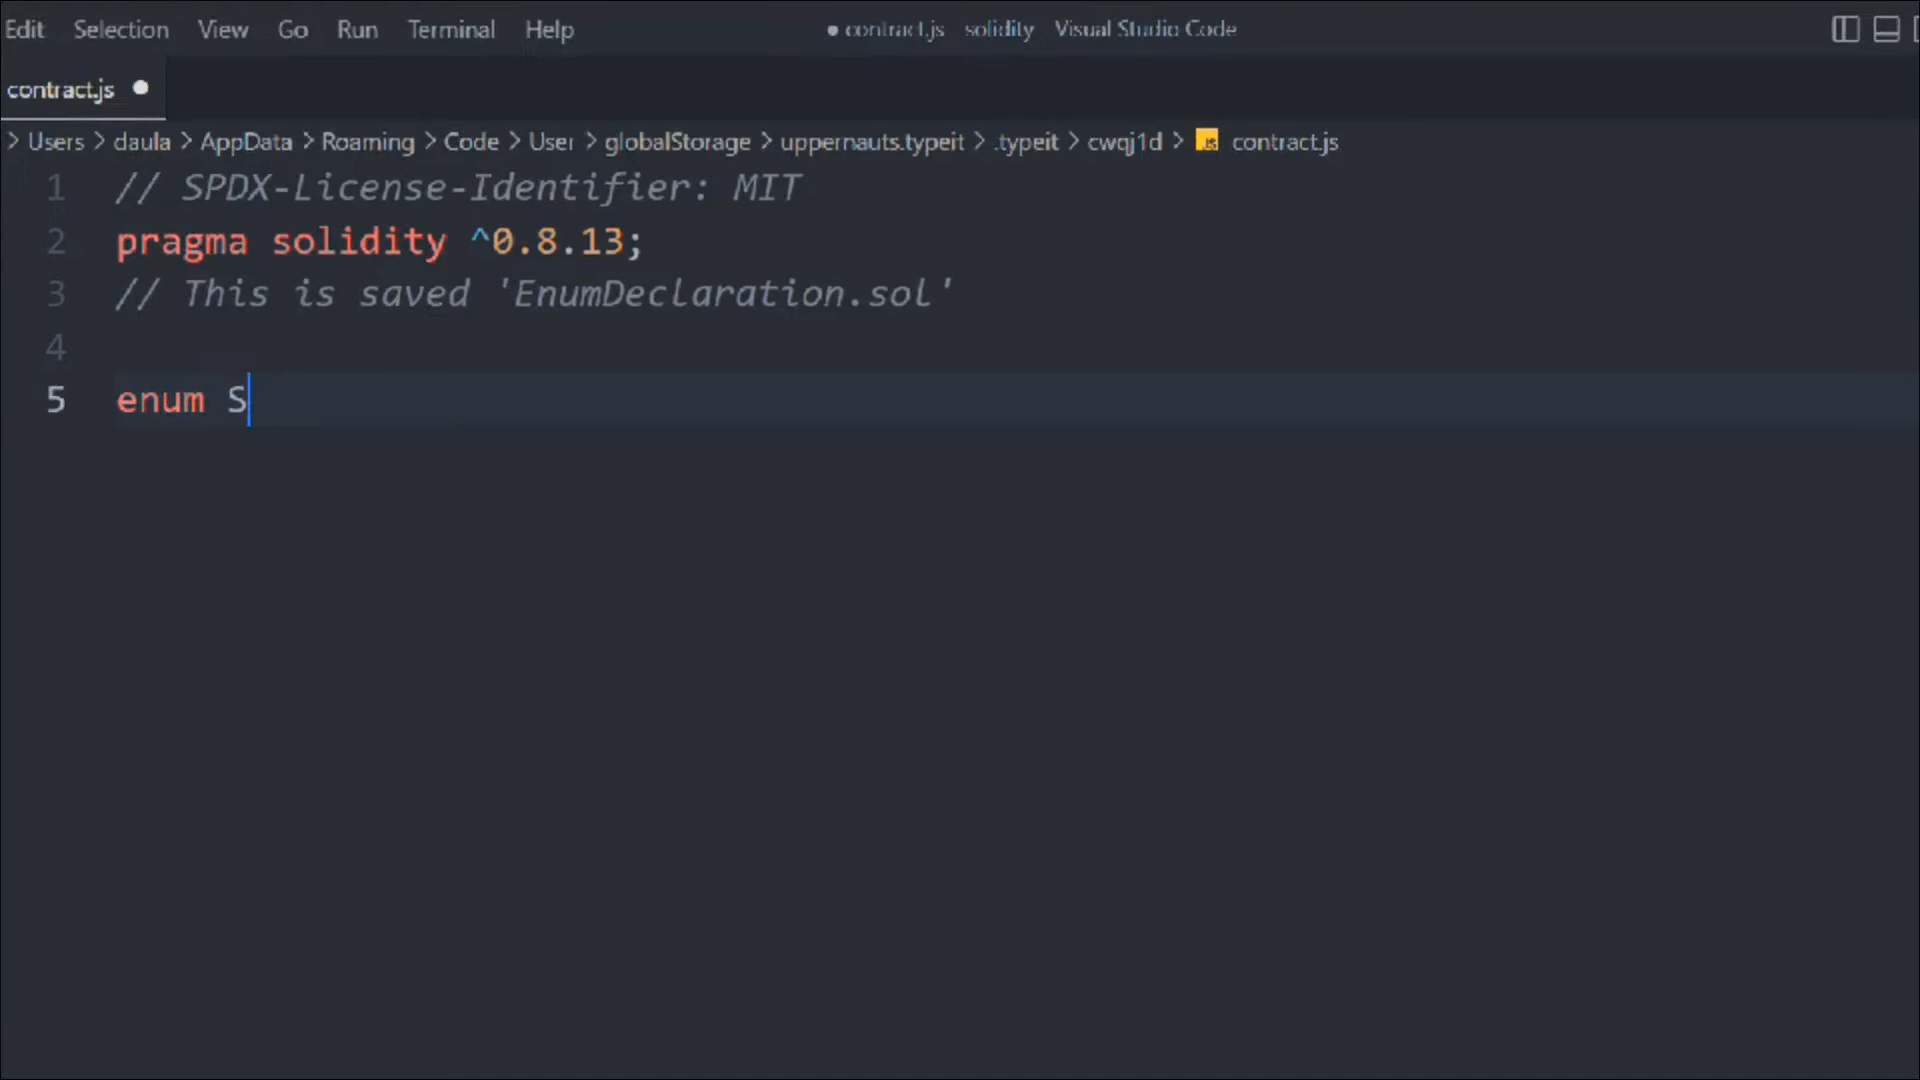 Edit Selection View Go Run Terminal Help ● contract.js solidity Visual Studio Code
contract.js ●
> Users > daula > AppData > Roaming > Code > User > globalStorage > uppernauts.typeit > .typeit > cwqj1d > JS contract.js
1 // SPDX-License-Identifier: MIT
2 pragma solidity ^0.8.13;
3 // This is saved 'EnumDeclaration.sol'
4
5 enum S